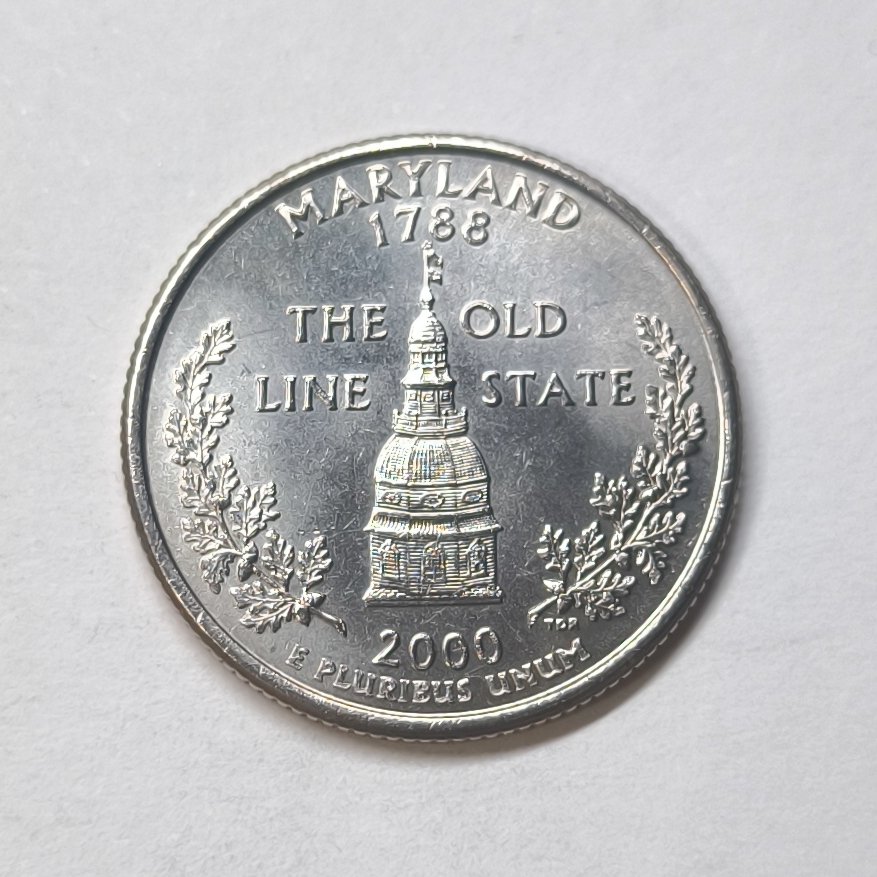 MARYLAND
1788
THE OLD
LINE STATE
TDR
2000
E PLURIBUS UNUM